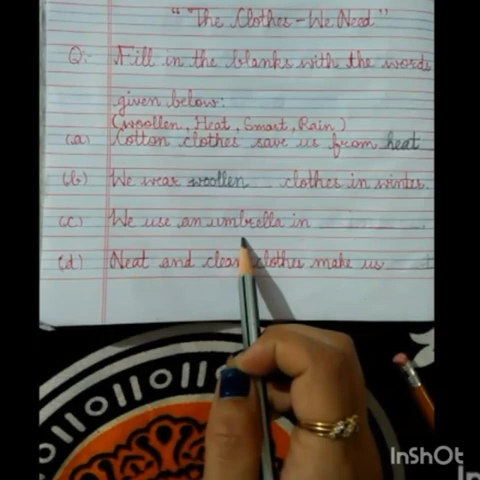 "The Clothes - We Need"
Q:- Fill in the blanks with the words
given below:
(Woollen, Heat, Smart, Rain)
(a) Cotton clothes save us from heat
(b) We wear woollen clothes in winter.
(c) We use an umbrella in ________.
(d) Neat and clean clothes make us
InShOt